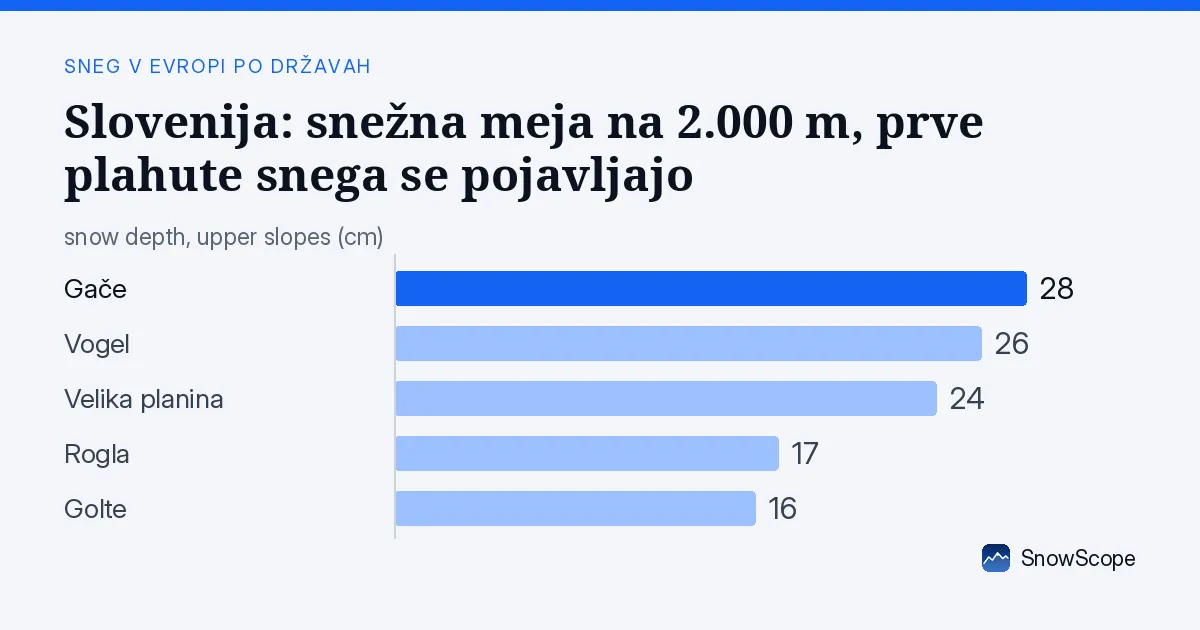 SNEG V EVROPI PO DRŽAVAH
Slovenija: snežna meja na 2.000 m, prve
plahute snega se pojavljajo
snow depth, upper slopes (cm)
Gače 28
Vogel 26
Velika planina 24
Rogla 17
Golte 16
SnowScope